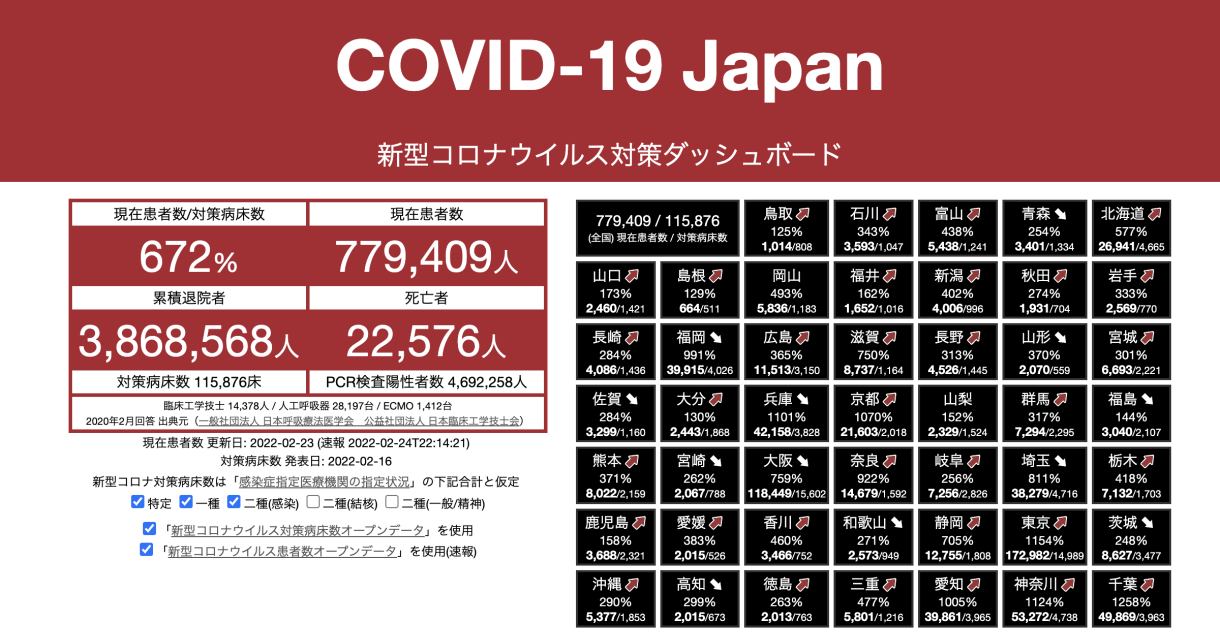 COVID-19 Japan
新型コロナウイルス対策ダッシュボード
現在患者数/対策病床数
現在患者数
672%
779,409人
累積退院者
死亡者
3,868,568人
22,576人
対策病床数 115,876床
PCR検査陽性者数 4,692,258人
臨床工学技士 14,378人 / 人工呼吸器 28,197台 / ECMO 1,412台
2020年2月回答 出典元（一般社団法人 日本呼吸療法医学会　公益社団法人 日本臨床工学技士会）
現在患者数 更新日: 2022-02-23 (速報 2022-02-24T22:14:21)
対策病床数 発表日: 2022-02-16
新型コロナ対策病床数は「感染症指定医療機関の指定状況」の下記合計と仮定
特定 一種 二種(感染) 二種(結核) 二種(一般/精神)
「新型コロナウイルス対策病床数オープンデータ」を使用
「新型コロナウイルス患者数オープンデータ」を使用(速報)
779,409 / 115,876
(全国) 現在患者数 / 対策病床数
鳥取
125%
1,014/808
石川
343%
3,593/1,047
富山
438%
5,438/1,241
青森
254%
3,401/1,334
北海道
577%
26,941/4,665
山口
173%
2,460/1,421
島根
129%
664/511
岡山
493%
5,836/1,183
福井
162%
1,652/1,016
新潟
402%
4,006/996
秋田
274%
1,931/704
岩手
333%
2,569/770
長崎
284%
4,086/1,436
福岡
991%
39,915/4,026
広島
365%
11,513/3,150
滋賀
750%
8,737/1,164
長野
313%
4,526/1,445
山形
370%
2,070/559
宮城
301%
6,693/2,221
佐賀
284%
3,299/1,160
大分
130%
2,443/1,868
兵庫
1101%
42,158/3,828
京都
1070%
21,603/2,018
山梨
152%
2,329/1,524
群馬
317%
7,294/2,295
福島
144%
3,040/2,107
熊本
371%
8,022/2,159
宮崎
262%
2,067/788
大阪
759%
118,449/15,602
奈良
922%
14,679/1,592
岐阜
256%
7,256/2,826
埼玉
811%
38,279/4,716
栃木
418%
7,132/1,703
鹿児島
158%
3,688/2,321
愛媛
383%
2,015/526
香川
460%
3,466/752
和歌山
271%
2,573/949
静岡
705%
12,755/1,808
東京
1154%
172,982/14,989
茨城
248%
8,627/3,477
沖縄
290%
5,377/1,853
高知
299%
2,015/673
徳島
263%
2,013/763
三重
477%
5,801/1,216
愛知
1005%
39,861/3,965
神奈川
1124%
53,272/4,738
千葉
1258%
49,869/3,963